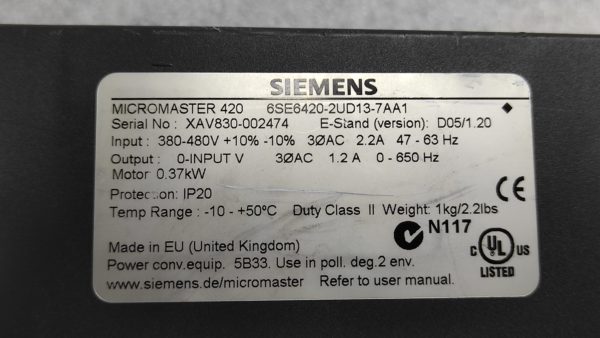 SIEMENS
MICROMASTER 420 6SE6420-2UD13-7AA1
Serial No : XAV830-002474 E-Stand (version): D05/1.20
Input : 380-480V +10% -10% 3ØAC 2.2A 47 - 63 Hz
Output : 0-INPUT V 3ØAC 1.2 A 0 - 650 Hz
Motor 0.37kW
Protection: IP20
Temp Range : -10 - +50ºC Duty Class II Weight: 1kg/2.2lbs
CE
N117
Made in EU (United Kingdom)
C UL US
LISTED
Power conv.equip. 5B33. Use in poll. deg.2 env.
www.siemens.de/micromaster Refer to user manual.